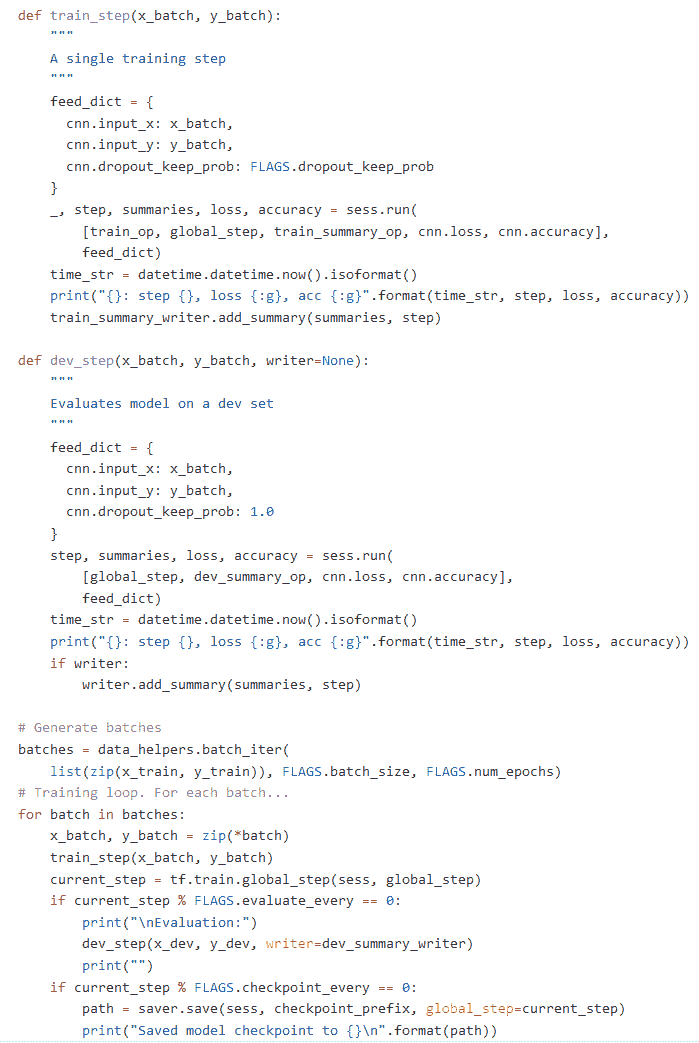 def train_step(x_batch, y_batch):
    """
    A single training step
    """
    feed_dict = {
      cnn.input_x: x_batch,
      cnn.input_y: y_batch,
      cnn.dropout_keep_prob: FLAGS.dropout_keep_prob
    }
    _, step, summaries, loss, accuracy = sess.run(
        [train_op, global_step, train_summary_op, cnn.loss, cnn.accuracy],
        feed_dict)
    time_str = datetime.datetime.now().isoformat()
    print("{}: step {}, loss {:g}, acc {:g}".format(time_str, step, loss, accuracy))
    train_summary_writer.add_summary(summaries, step)

def dev_step(x_batch, y_batch, writer=None):
    """
    Evaluates model on a dev set
    """
    feed_dict = {
      cnn.input_x: x_batch,
      cnn.input_y: y_batch,
      cnn.dropout_keep_prob: 1.0
    }
    step, summaries, loss, accuracy = sess.run(
        [global_step, dev_summary_op, cnn.loss, cnn.accuracy],
        feed_dict)
    time_str = datetime.datetime.now().isoformat()
    print("{}: step {}, loss {:g}, acc {:g}".format(time_str, step, loss, accuracy))
    if writer:
        writer.add_summary(summaries, step)

# Generate batches
batches = data_helpers.batch_iter(
    list(zip(x_train, y_train)), FLAGS.batch_size, FLAGS.num_epochs)
# Training loop. For each batch...
for batch in batches:
    x_batch, y_batch = zip(*batch)
    train_step(x_batch, y_batch)
    current_step = tf.train.global_step(sess, global_step)
    if current_step % FLAGS.evaluate_every == 0:
        print("\nEvaluation:")
        dev_step(x_dev, y_dev, writer=dev_summary_writer)
        print("")
    if current_step % FLAGS.checkpoint_every == 0:
        path = saver.save(sess, checkpoint_prefix, global_step=current_step)
        print("Saved model checkpoint to {}\n".format(path))